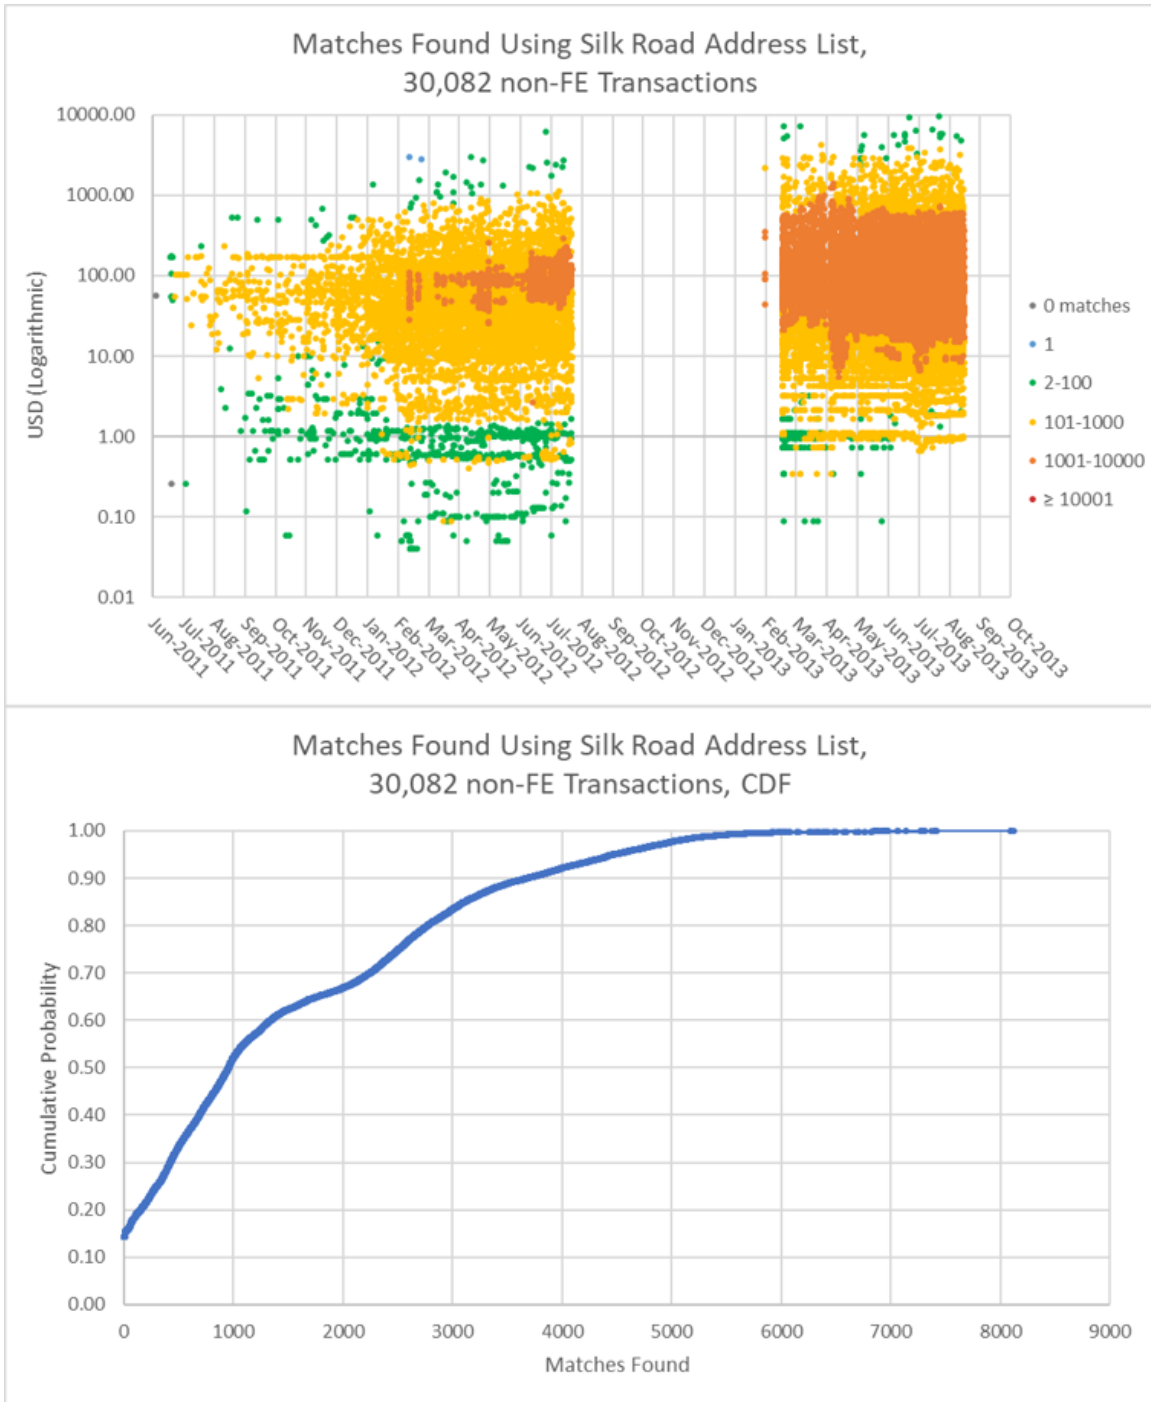 Matches Found Using Silk Road Address List,
30,082 non-FE Transactions
10000.00
1000.00
100.00
10.00
1.00
0.10
0.01
USD (Logarithmic)
Jun-2011
Jul-2011
Aug-2011
Sep-2011
Oct-2011
Nov-2011
Dec-2011
Jan-2012
Feb-2012
Mar-2012
Apr-2012
May-2012
Jun-2012
Jul-2012
Aug-2012
Sep-2012
Oct-2012
Nov-2012
Dec-2012
Jan-2013
Feb-2013
Mar-2013
Apr-2013
May-2013
Jun-2013
Jul-2013
Aug-2013
Sep-2013
Oct-2013
0 matches
1
2-100
101-1000
1001-10000
≥ 10001
Matches Found Using Silk Road Address List,
30,082 non-FE Transactions, CDF
1.00
0.90
0.80
0.70
0.60
0.50
0.40
0.30
0.20
0.10
0.00
Cumulative Probability
0
1000
2000
3000
4000
5000
6000
7000
8000
9000
Matches Found